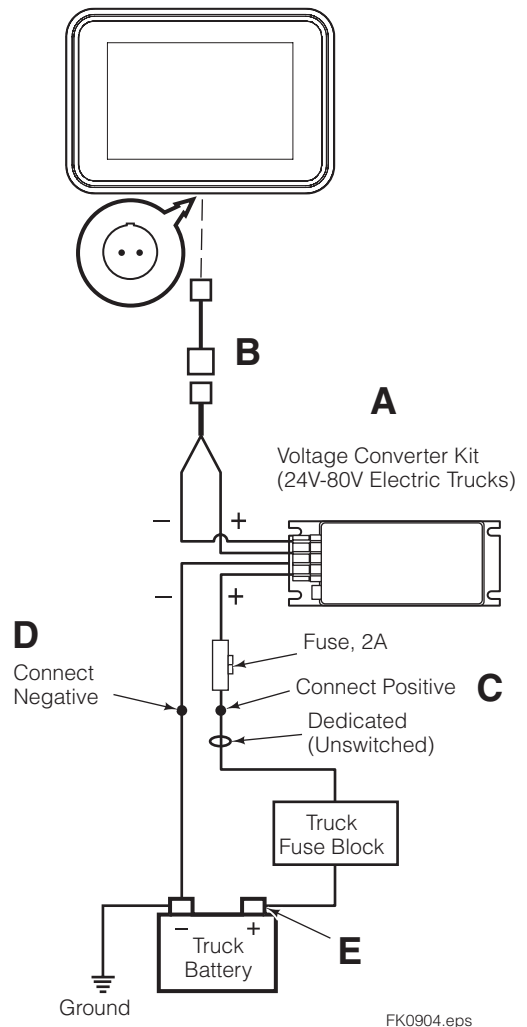 B
A
Voltage Converter Kit
(24V-80V Electric Trucks)
– +
– +
D
Connect
Negative
Fuse, 2A
Connect Positive
C
Dedicated
(Unswitched)
Truck
Fuse Block
– +
Truck
Battery
E
Ground
FK0904.eps